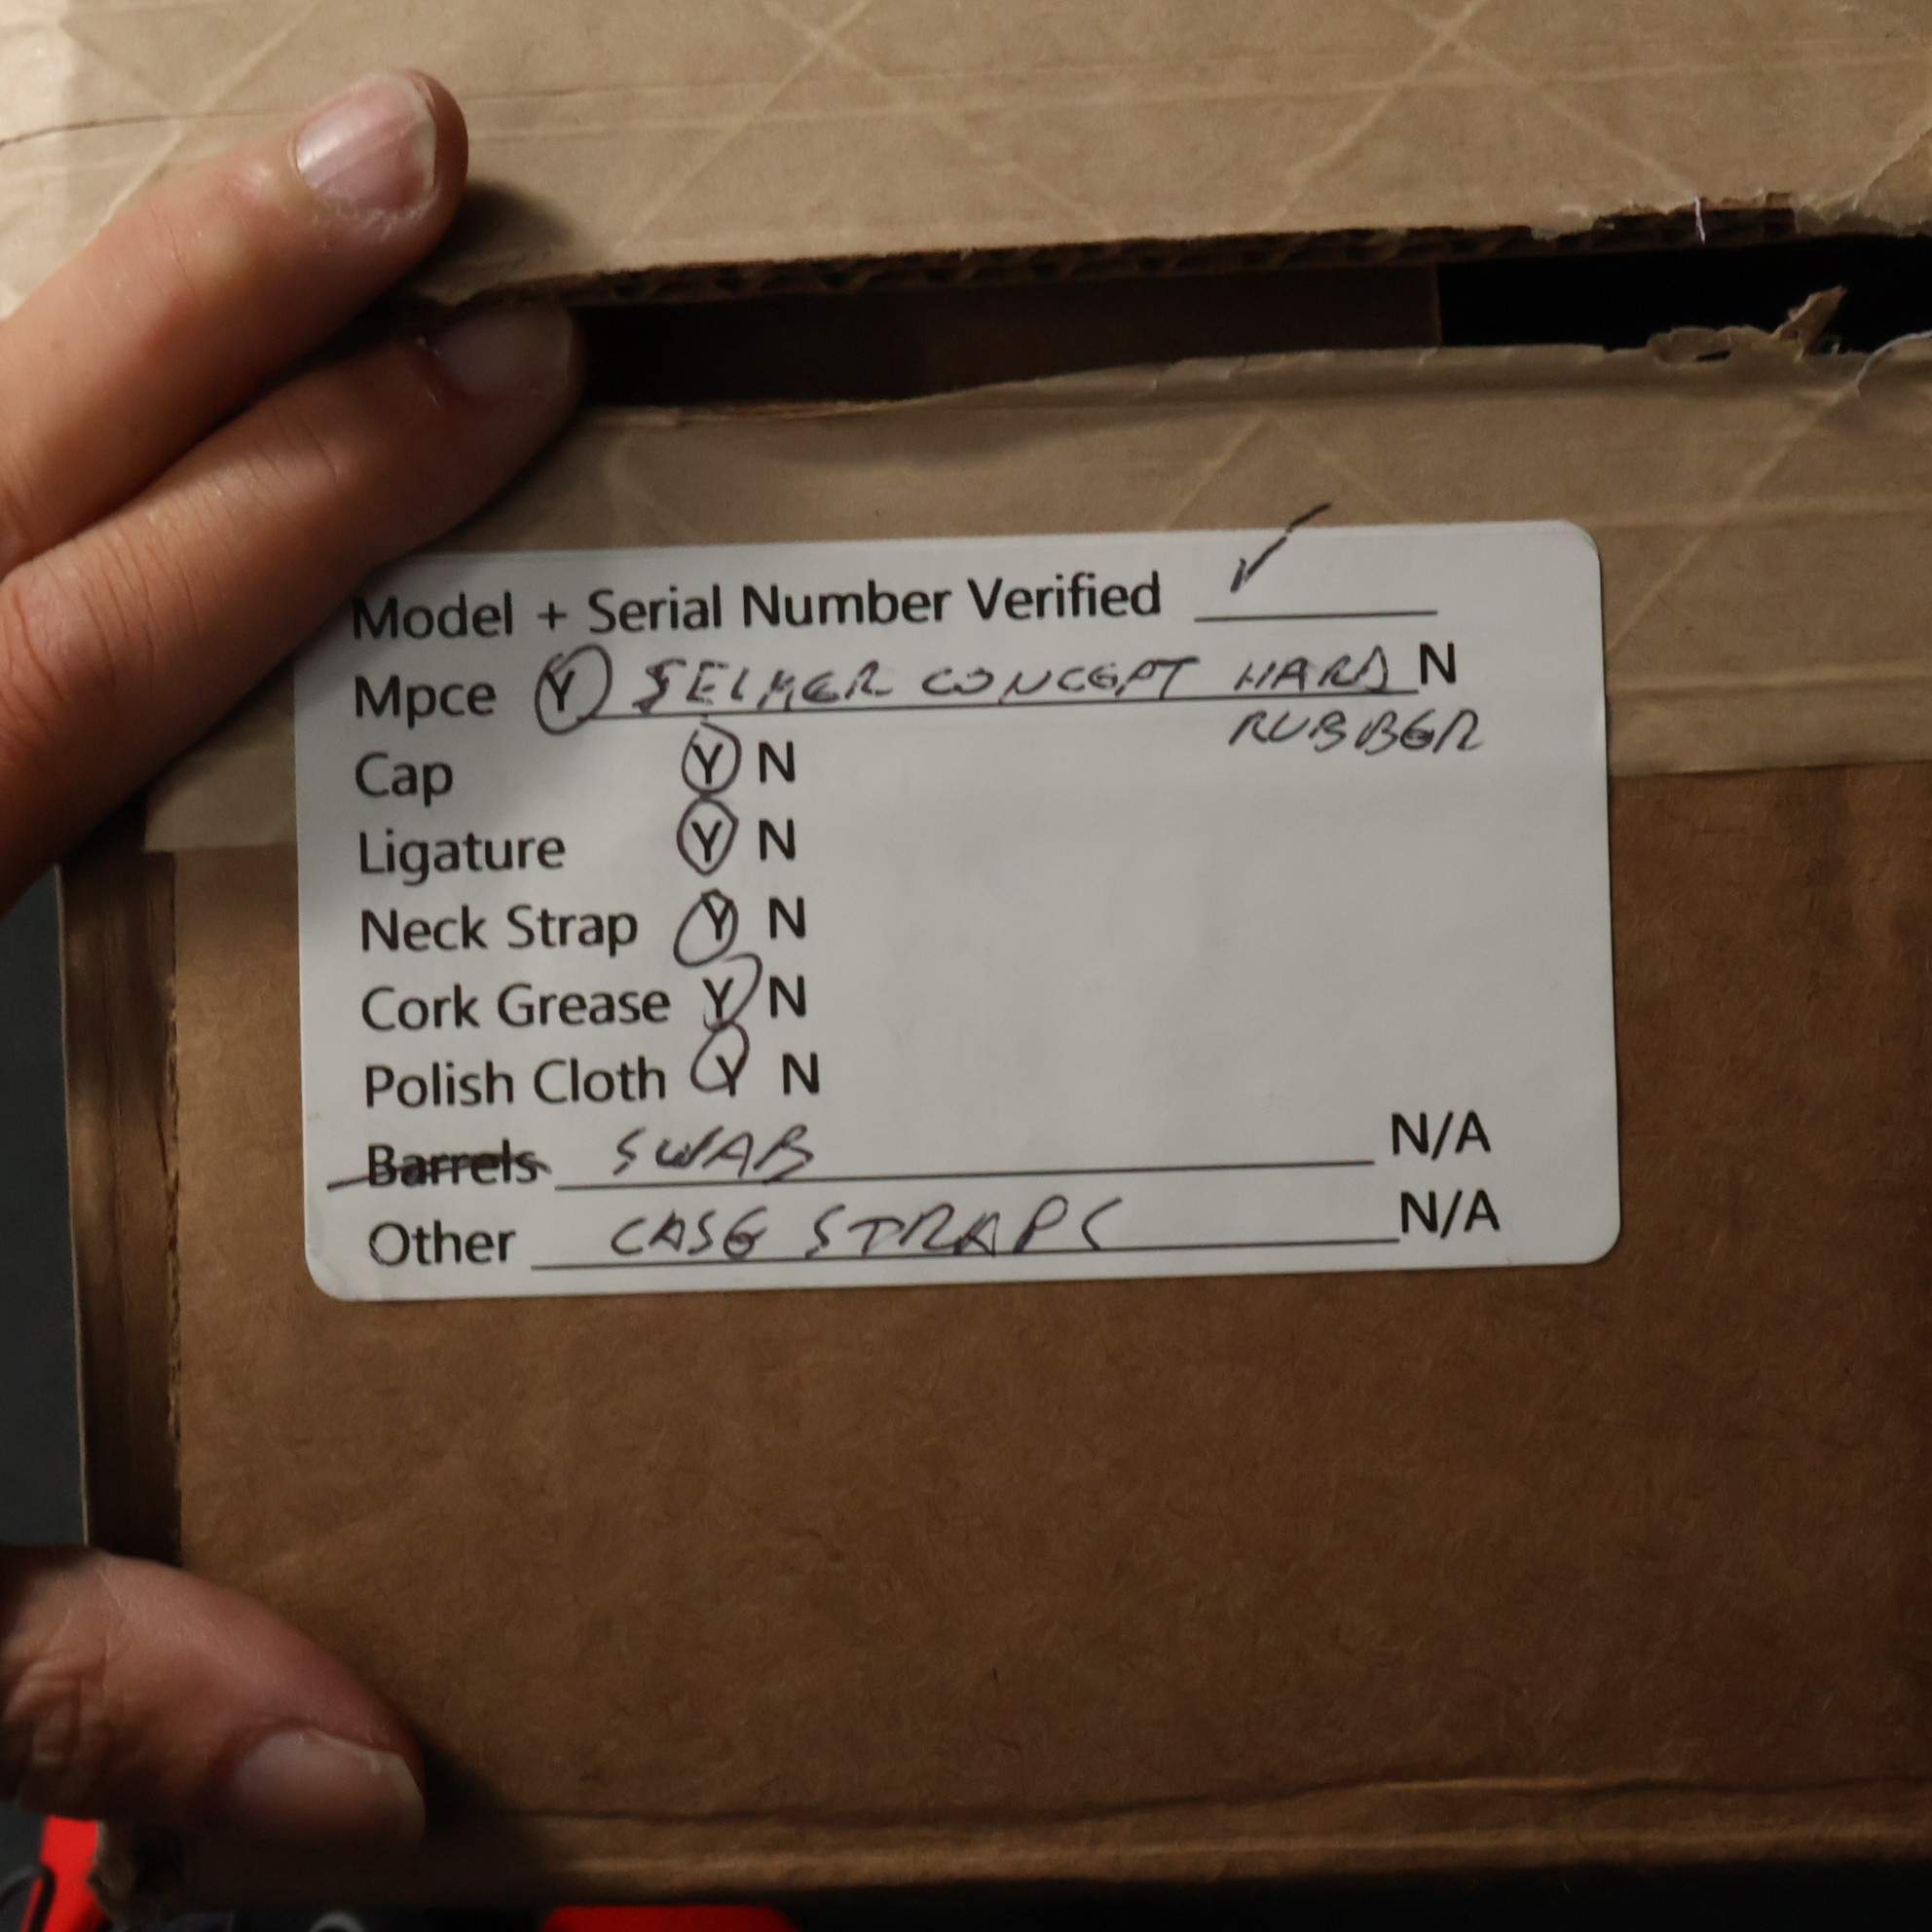 Model + Serial Number Verified ✓
Mpce Y SELMER CONCEPT HARD N
RUBBER
Cap Y N
Ligature Y N
Neck Strap Y N
Cork Grease Y N
Polish Cloth Y N
Barrels SWAB N/A
Other CASE STRAPS N/A